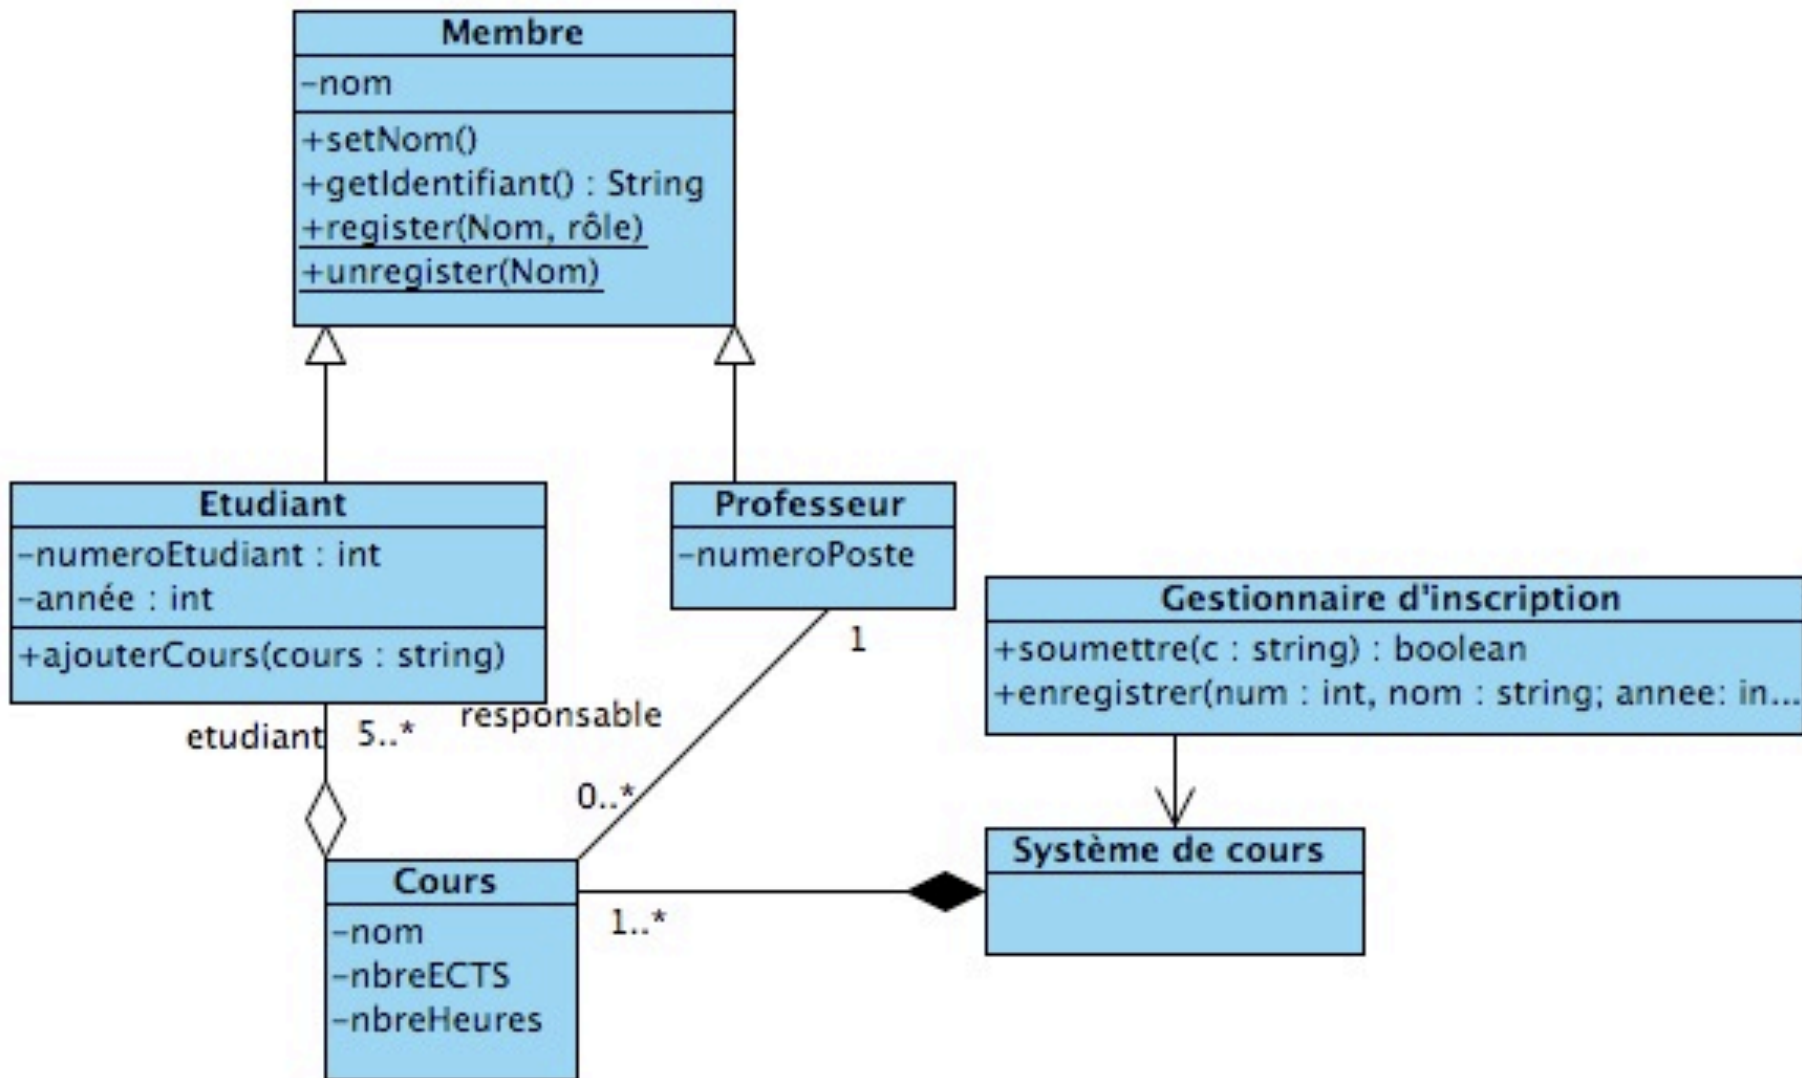 Membre
-nom
+setNom()
+getIdentifiant() : String
+register(Nom, rôle)
+unregister(Nom)
Etudiant
-numeroEtudiant : int
-année : int
+ajouterCours(cours : string)
Professeur
-numeroPoste
Gestionnaire d'inscription
+soumettre(c : string) : boolean
+enregistrer(num : int, nom : string; annee: in...
1
etudiant
5..*
responsable
0..*
Système de cours
Cours
-nom
-nbreECTS
-nbreHeures
1..*